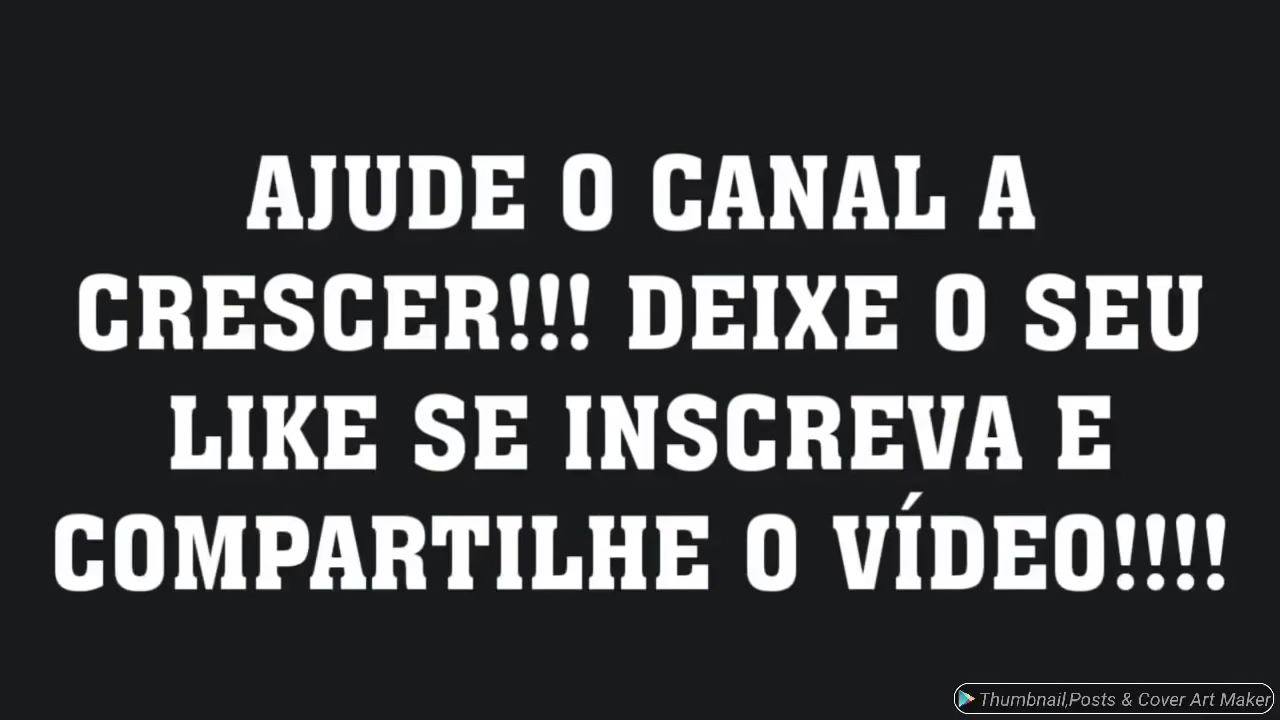 AJUDE O CANAL A
CRESCER!!! DEIXE O SEU
LIKE SE INSCREVA E
COMPARTILHE O VÍDEO!!!!
Thumbnail,Posts & Cover Art Maker